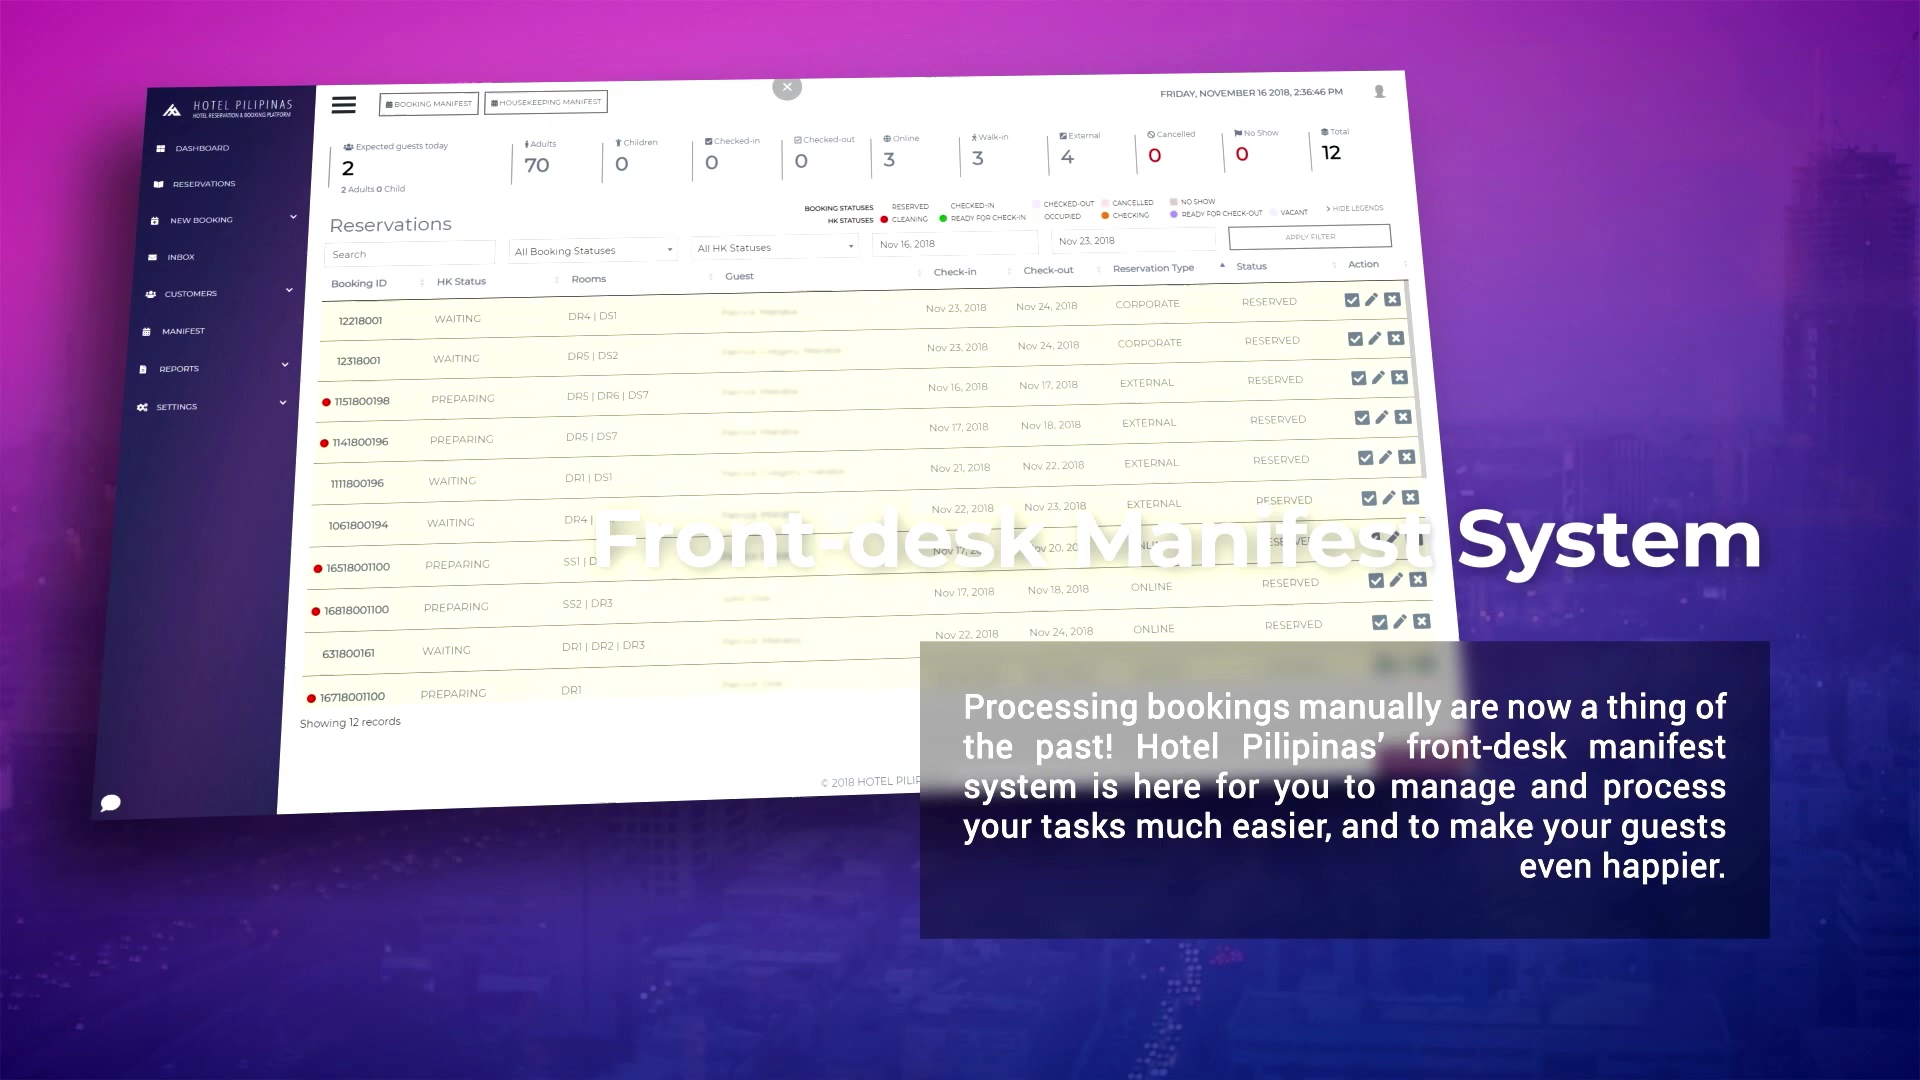 HOTEL PILIPINAS
HOTEL RESERVATION & BOOKING PLATFORM
DASHBOARD
RESERVATIONS
NEW BOOKING
INBOX
CUSTOMERS
MANIFEST
REPORTS
SETTINGS
BOOKING MANIFEST HOUSEKEEPING MANIFEST
FRIDAY, NOVEMBER 16 2018, 2:36:46 PM
Expected guests today Adults Children Checked-in Checked-out Online Walk-in External Cancelled No Show Total
2 70 0 0 0 3 3 4 0 0 12
2 Adults 0 Child
Reservations
BOOKING STATUSES RESERVED CHECKED-IN CHECKED-OUT CANCELLED NO SHOW
HK STATUSES CLEANING READY FOR CHECK-IN OCCUPIED CHECKING READY FOR CHECK-OUT VACANT > HIDE LEGENDS
Search All Booking Statuses All HK Statuses Nov 16, 2018 Nov 23, 2018 APPLY FILTER
Booking ID HK Status Rooms Guest Check-in Check-out Reservation Type Status Action
12218001 WAITING DR4 | DS1 Nov 23, 2018 Nov 24, 2018 CORPORATE RESERVED
12318001 WAITING DR5 | DS2 Nov 23, 2018 Nov 24, 2018 CORPORATE RESERVED
1151800198 PREPARING DR5 | DR6 | DS7 Nov 16, 2018 Nov 17, 2018 EXTERNAL RESERVED
1141800196 PREPARING DR5 | DS7 Nov 17, 2018 Nov 18, 2018 EXTERNAL RESERVED
1111800196 WAITING DR1 | DS1 Nov 21, 2018 Nov 22, 2018 EXTERNAL RESERVED
1061800194 WAITING DR4 | Nov 22, 2018 Nov 23, 2018 EXTERNAL RESERVED
16518001100 PREPARING SS1 | Nov 17, RESERVED
16818001100 PREPARING SS2 | DR3 Nov 17, 2018 Nov 18, 2018 ONLINE RESERVED
631800161 WAITING DR1 | DR2 | DR3 Nov 22, 2018 Nov 24, 2018 ONLINE RESERVED
16718001100 PREPARING DR1
Showing 12 records
© 2018 HOTEL
Front-desk Manifest System
Processing bookings manually are now a thing of
the past! Hotel Pilipinas' front-desk manifest
system is here for you to manage and process
your tasks much easier, and to make your guests
even happier.